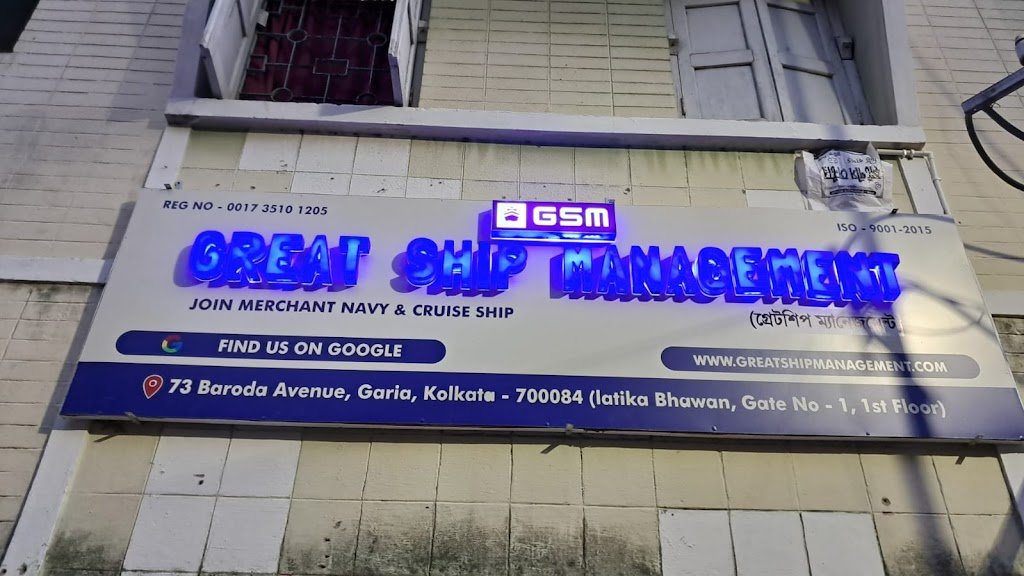 REG NO - 0017 3510 1205
GSM
ISO - 9001-2015
GREAT SHIP MANAGEMENT
JOIN MERCHANT NAVY & CRUISE SHIP
(গ্রেটশিপ ম্যানেজমেন্ট)
FIND US ON GOOGLE
WWW.GREATSHIPMANAGEMENT.COM
73 Baroda Avenue, Garia, Kolkata - 700084 (latika Bhawan, Gate No - 1, 1st Floor)